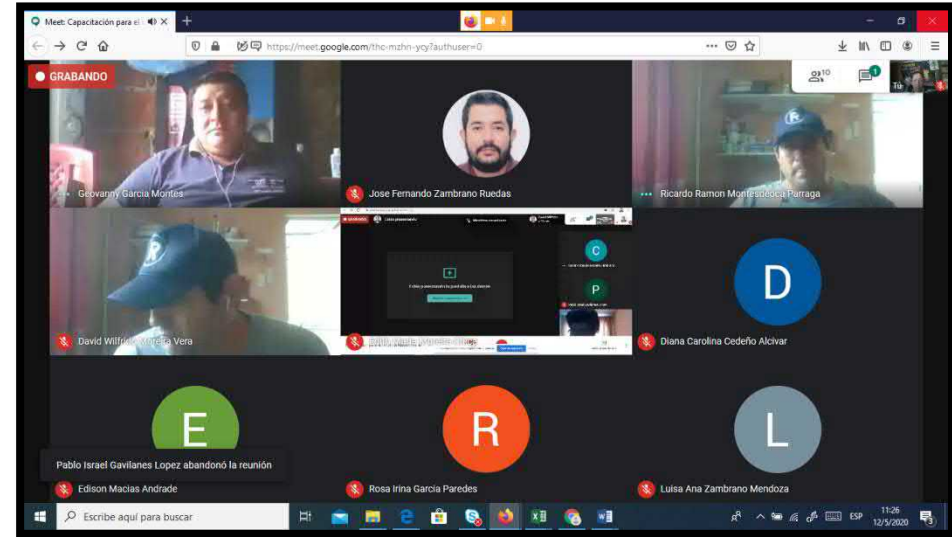 Meet: Capacitación para el
https://meet.google.com/thc-mzhn-ycy?authuser=0
GRABANDO
10
1
Tú
Geovanny Garcia Montes
Jose Fernando Zambrano Ruedas
Ricardo Ramon Montesdeoca Parraga
R
R
David Wilfrido Moreira Vera
C
P
D
Diana Carolina Cedeño Alcivar
E
R
L
Pablo Israel Gavilanes Lopez abandonó la reunión
Edison Macias Andrade
Rosa Irina García Paredes
Luisa Ana Zambrano Mendoza
Escribe aquí para buscar
ESP
11:26
12/5/2020
3